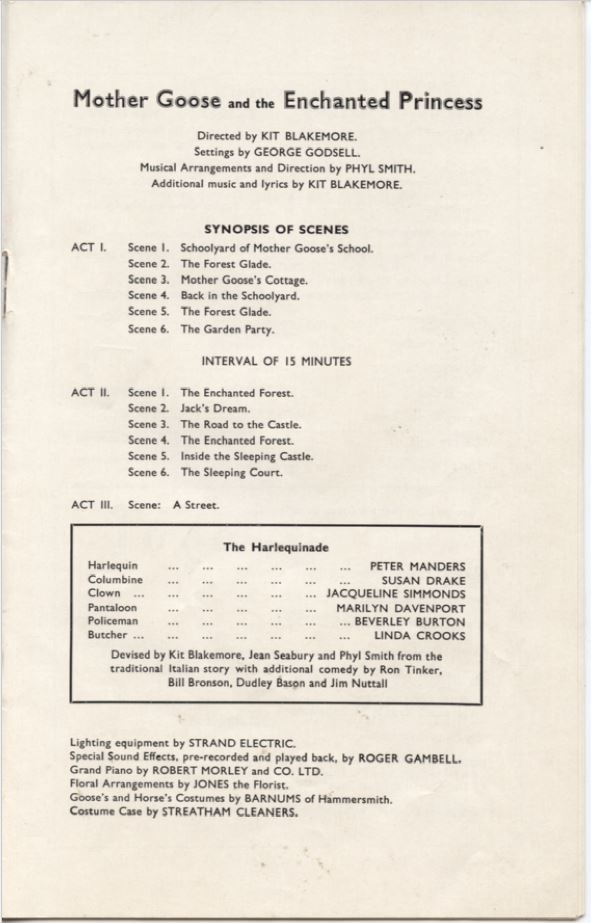 Mother Goose and the Enchanted Princess
Directed by KIT BLAKEMORE.
Settings by GEORGE GODSELL.
Musical Arrangements and Direction by PHYL SMITH.
Additional music and lyrics by KIT BLAKEMORE.
SYNOPSIS OF SCENES
ACT I. Scene 1. Schoolyard of Mother Goose's School.
Scene 2. The Forest Glade.
Scene 3. Mother Goose's Cottage.
Scene 4. Back in the Schoolyard.
Scene 5. The Forest Glade.
Scene 6. The Garden Party.
INTERVAL OF 15 MINUTES
ACT II. Scene 1. The Enchanted Forest.
Scene 2. Jack's Dream.
Scene 3. The Road to the Castle.
Scene 4. The Enchanted Forest.
Scene 5. Inside the Sleeping Castle.
Scene 6. The Sleeping Court.
ACT III. Scene: A Street.
The Harlequinade
Harlequin ... ... ... ... ... ... PETER MANDERS
Columbine ... ... ... ... ... ... SUSAN DRAKE
Clown ... ... ... ... ... ... JACQUELINE SIMMONDS
Pantaloon ... ... ... ... ... MARILYN DAVENPORT
Policeman ... ... ... ... ... ... BEVERLEY BURTON
Butcher ... ... ... ... ... ... ... LINDA CROOKS
Devised by Kit Blakemore, Jean Seabury and Phyl Smith from the
traditional Italian story with additional comedy by Ron Tinker,
Bill Bronson, Dudley Bason and Jim Nuttall
Lighting equipment by STRAND ELECTRIC.
Special Sound Effects, pre-recorded and played back, by ROGER GAMBELL.
Grand Piano by ROBERT MORLEY and CO. LTD.
Floral Arrangements by JONES the Florist.
Goose's and Horse's Costumes by BARNUMS of Hammersmith.
Costume Case by STREATHAM CLEANERS.